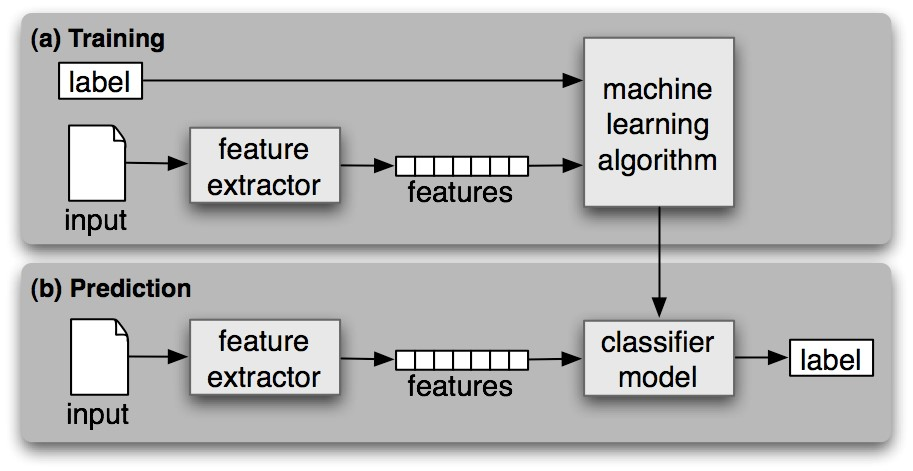 (a) Training
label
machine
learning
algorithm
feature
extractor
features
input
(b) Prediction
feature
extractor
features
input
classifier
model
label